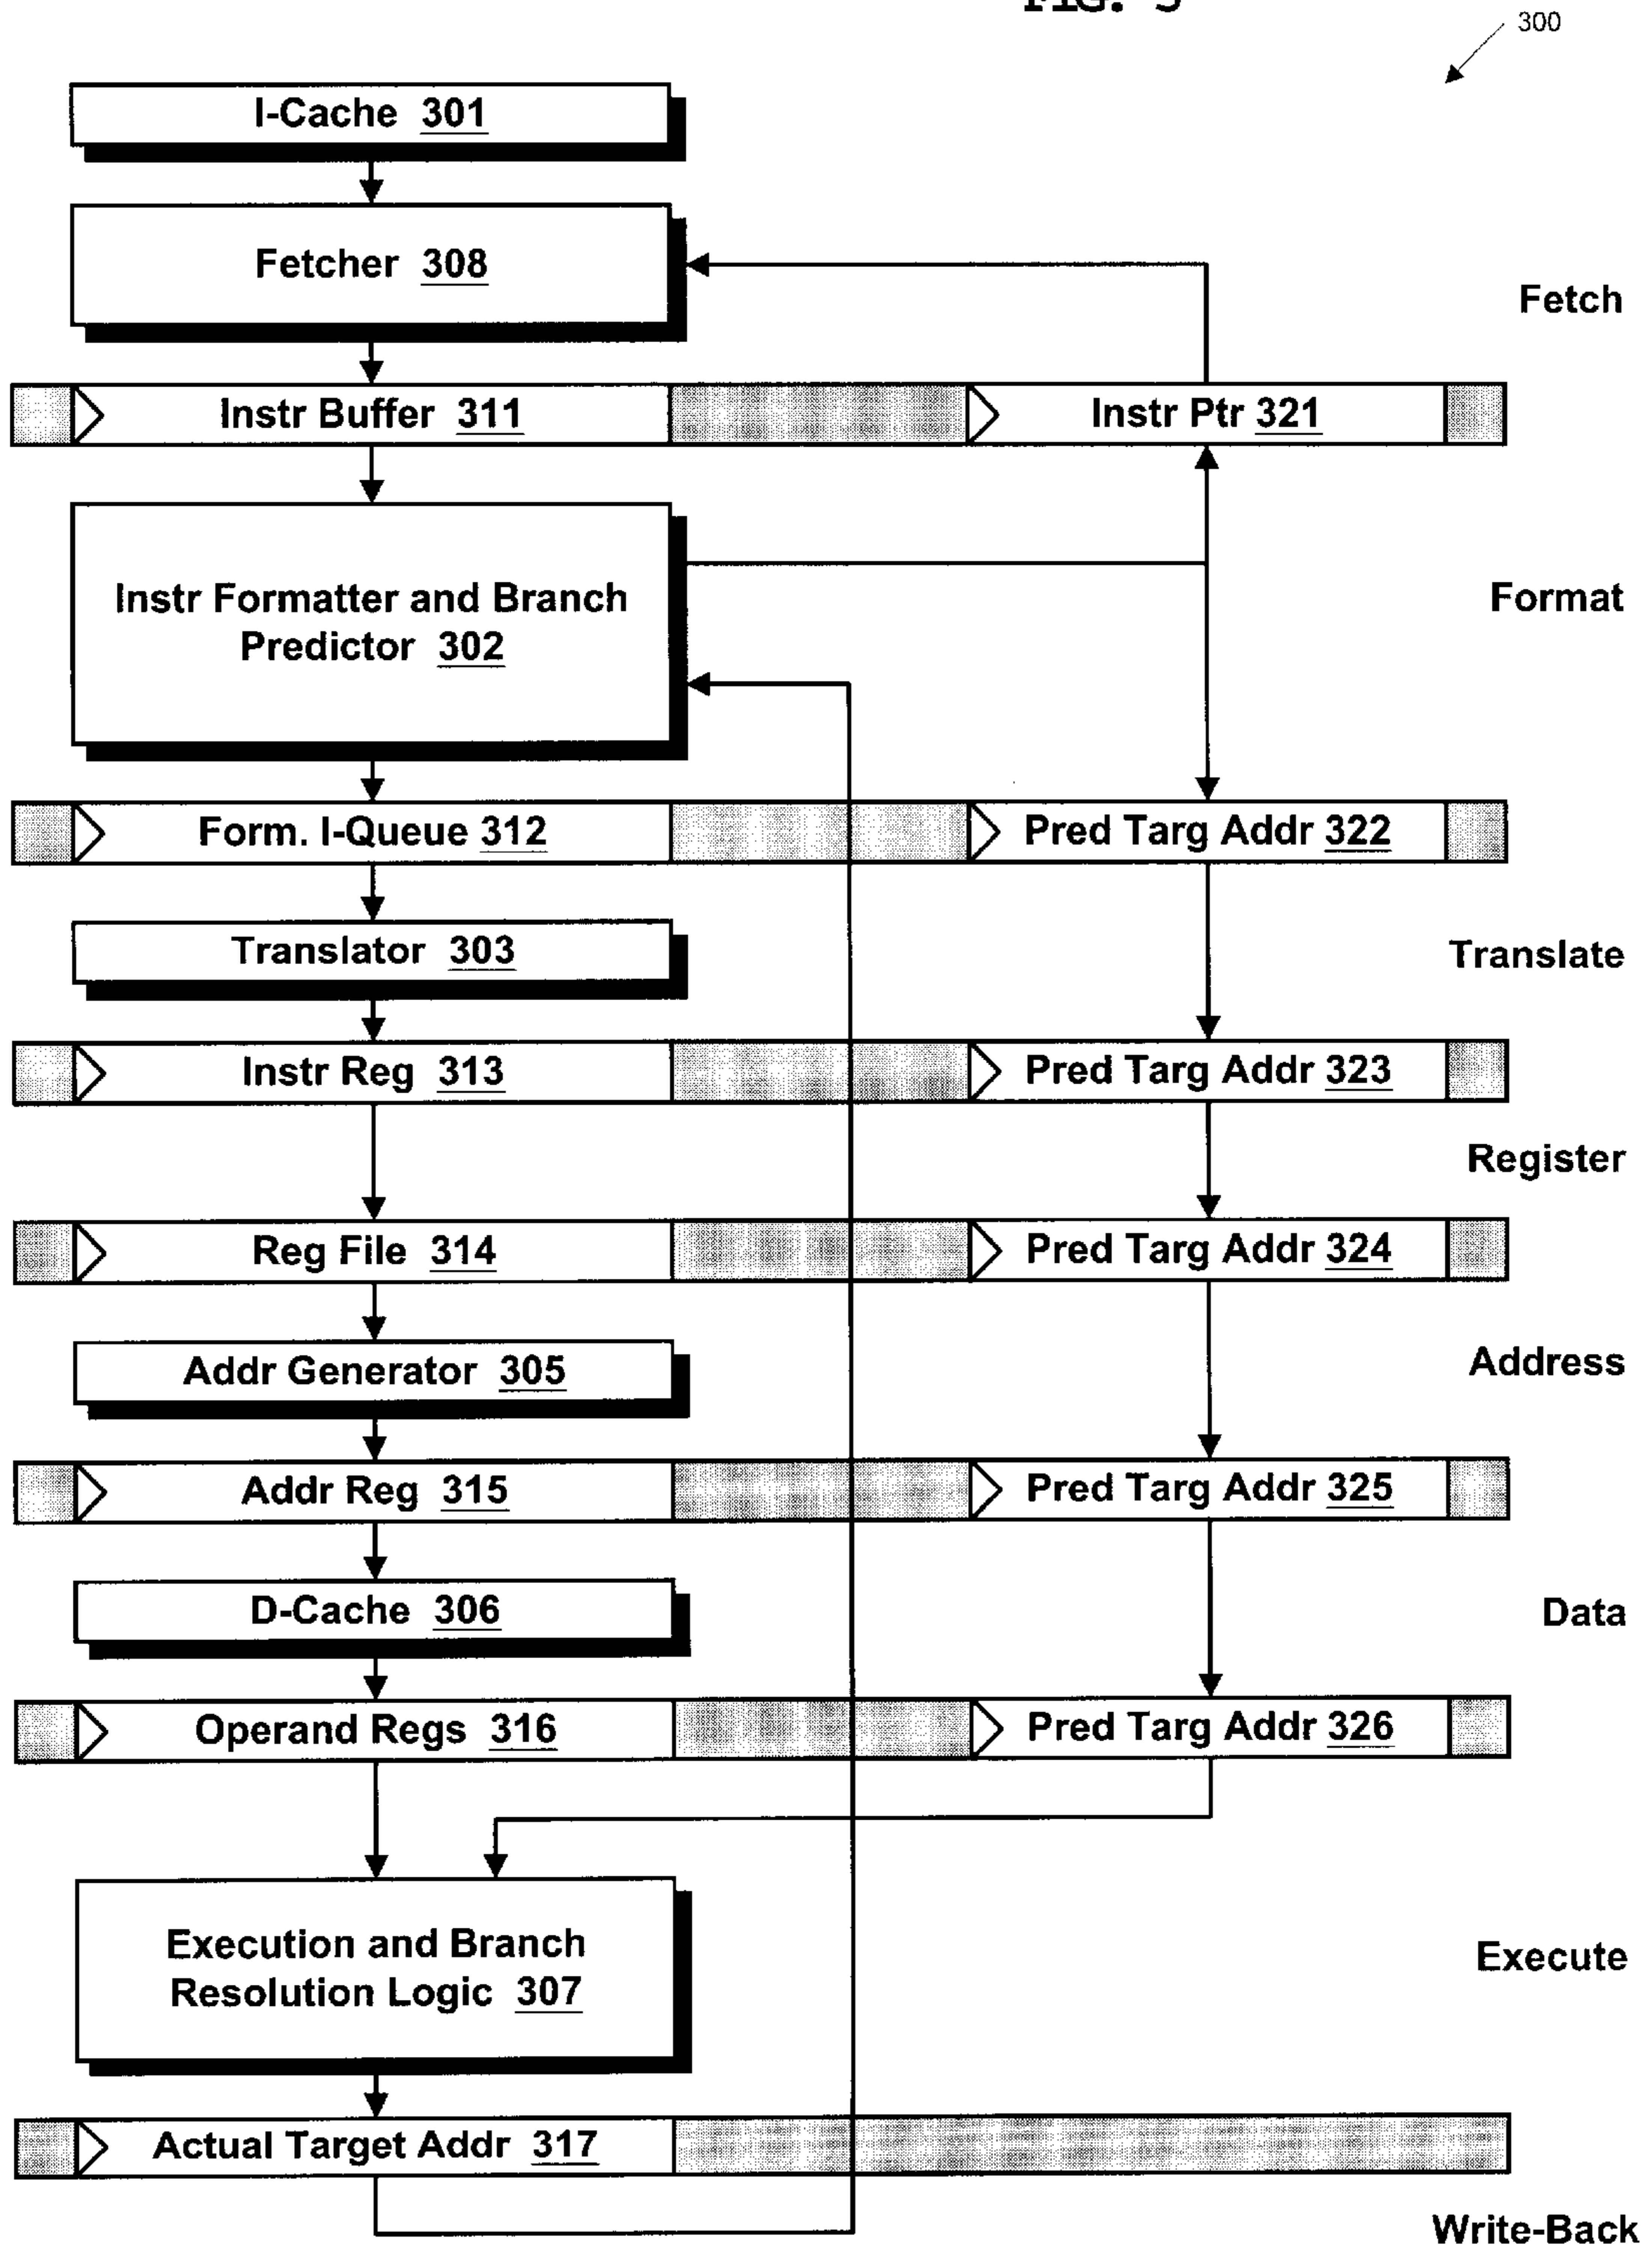 FIG. 3
300
I-Cache 301
Fetcher 308
Fetch
Instr Buffer 311
Instr Ptr 321
Instr Formatter and Branch
Predictor 302
Format
Form. I-Queue 312
Pred Targ Addr 322
Translator 303
Translate
Instr Reg 313
Pred Targ Addr 323
Register
Reg File 314
Pred Targ Addr 324
Addr Generator 305
Address
Addr Reg 315
Pred Targ Addr 325
D-Cache 306
Data
Operand Regs 316
Pred Targ Addr 326
Execution and Branch
Resolution Logic 307
Execute
Actual Target Addr 317
Write-Back